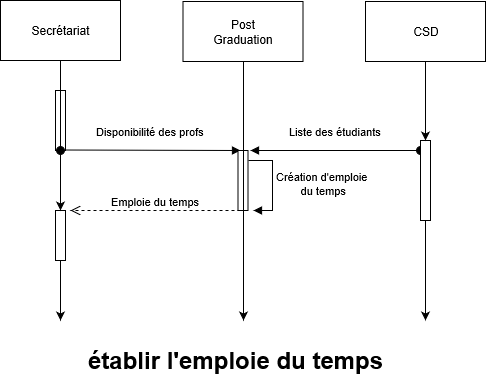 Secrétariat
Post
Graduation
CSD
Disponibilité des profs
Liste des étudiants
Création d'emploie
du temps
Emploie du temps
établir l'emploie du temps